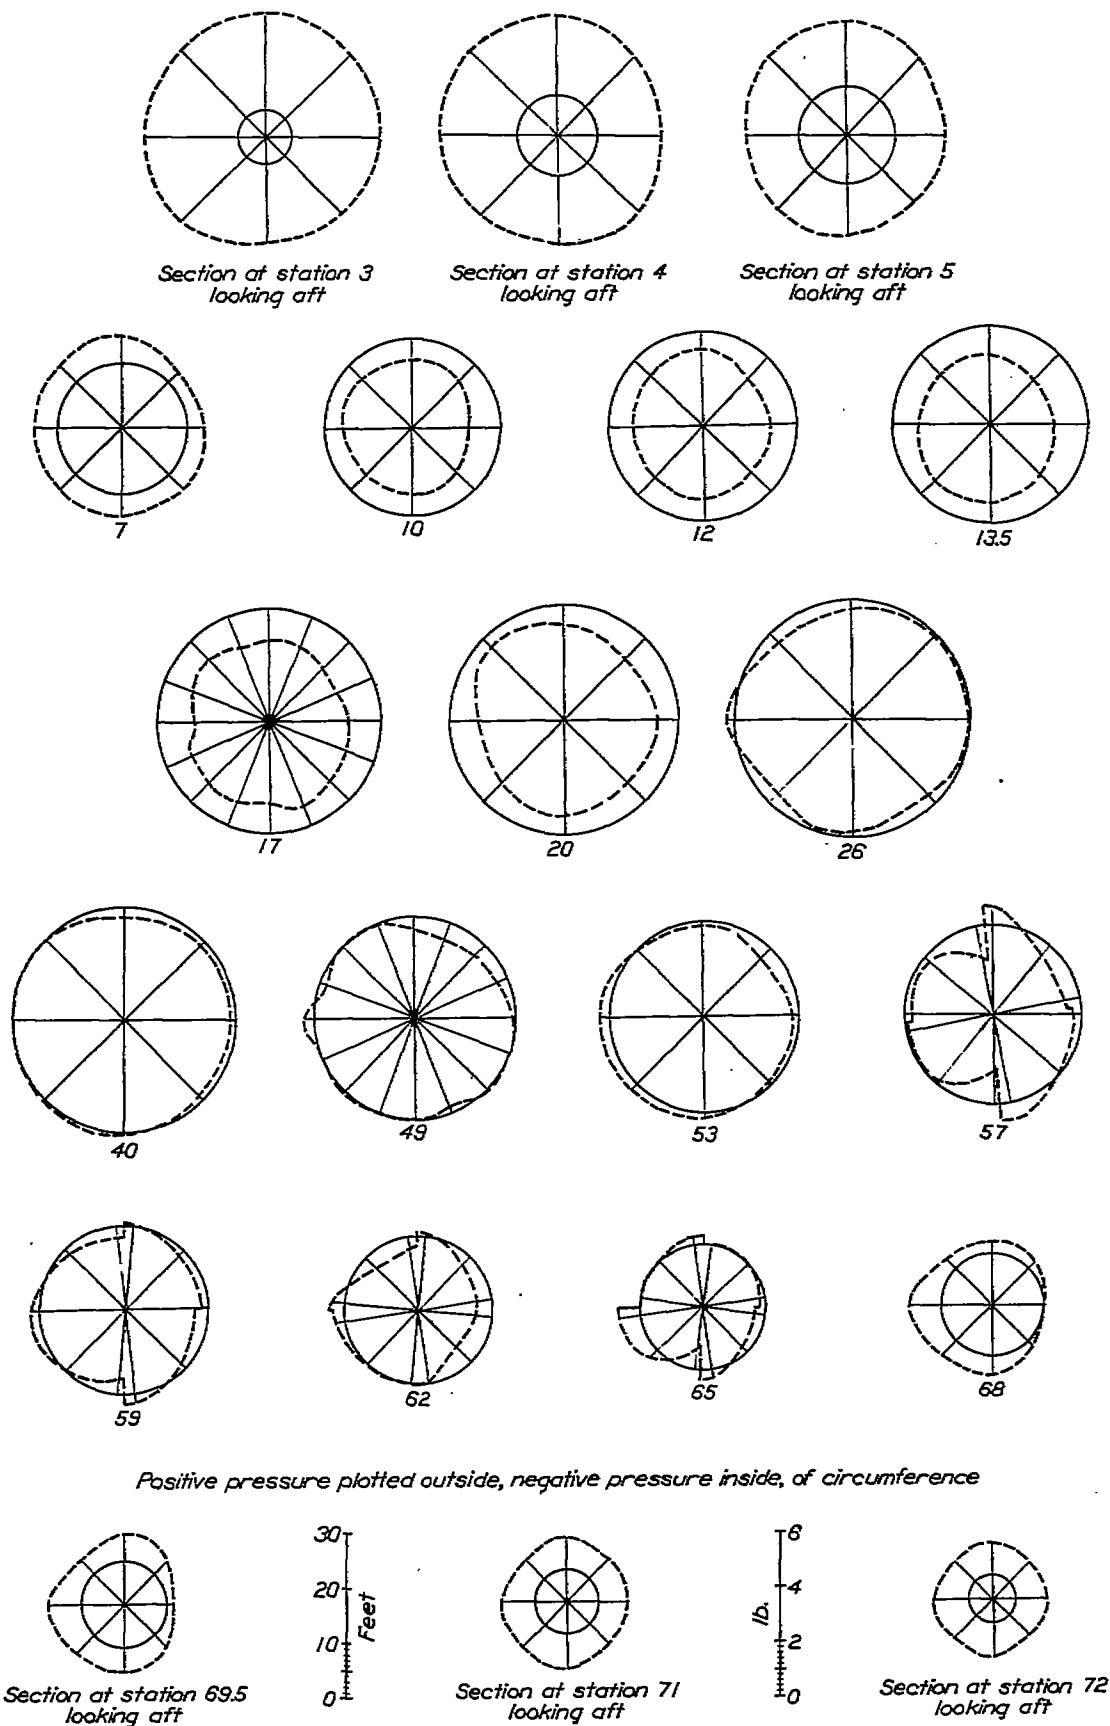 Section at station 3
looking aft
Section at station 4
looking aft
Section at station 5
looking aft
7
10
12
13.5
17
20
26
40
49
53
57
59
62
65
68
Positive pressure plotted outside, negative pressure inside, of circumference
30
20
10
0
Feet
6
4
2
0
lb.
Section at station 69.5
looking aft
Section at station 71
looking aft
Section at station 72
looking aft